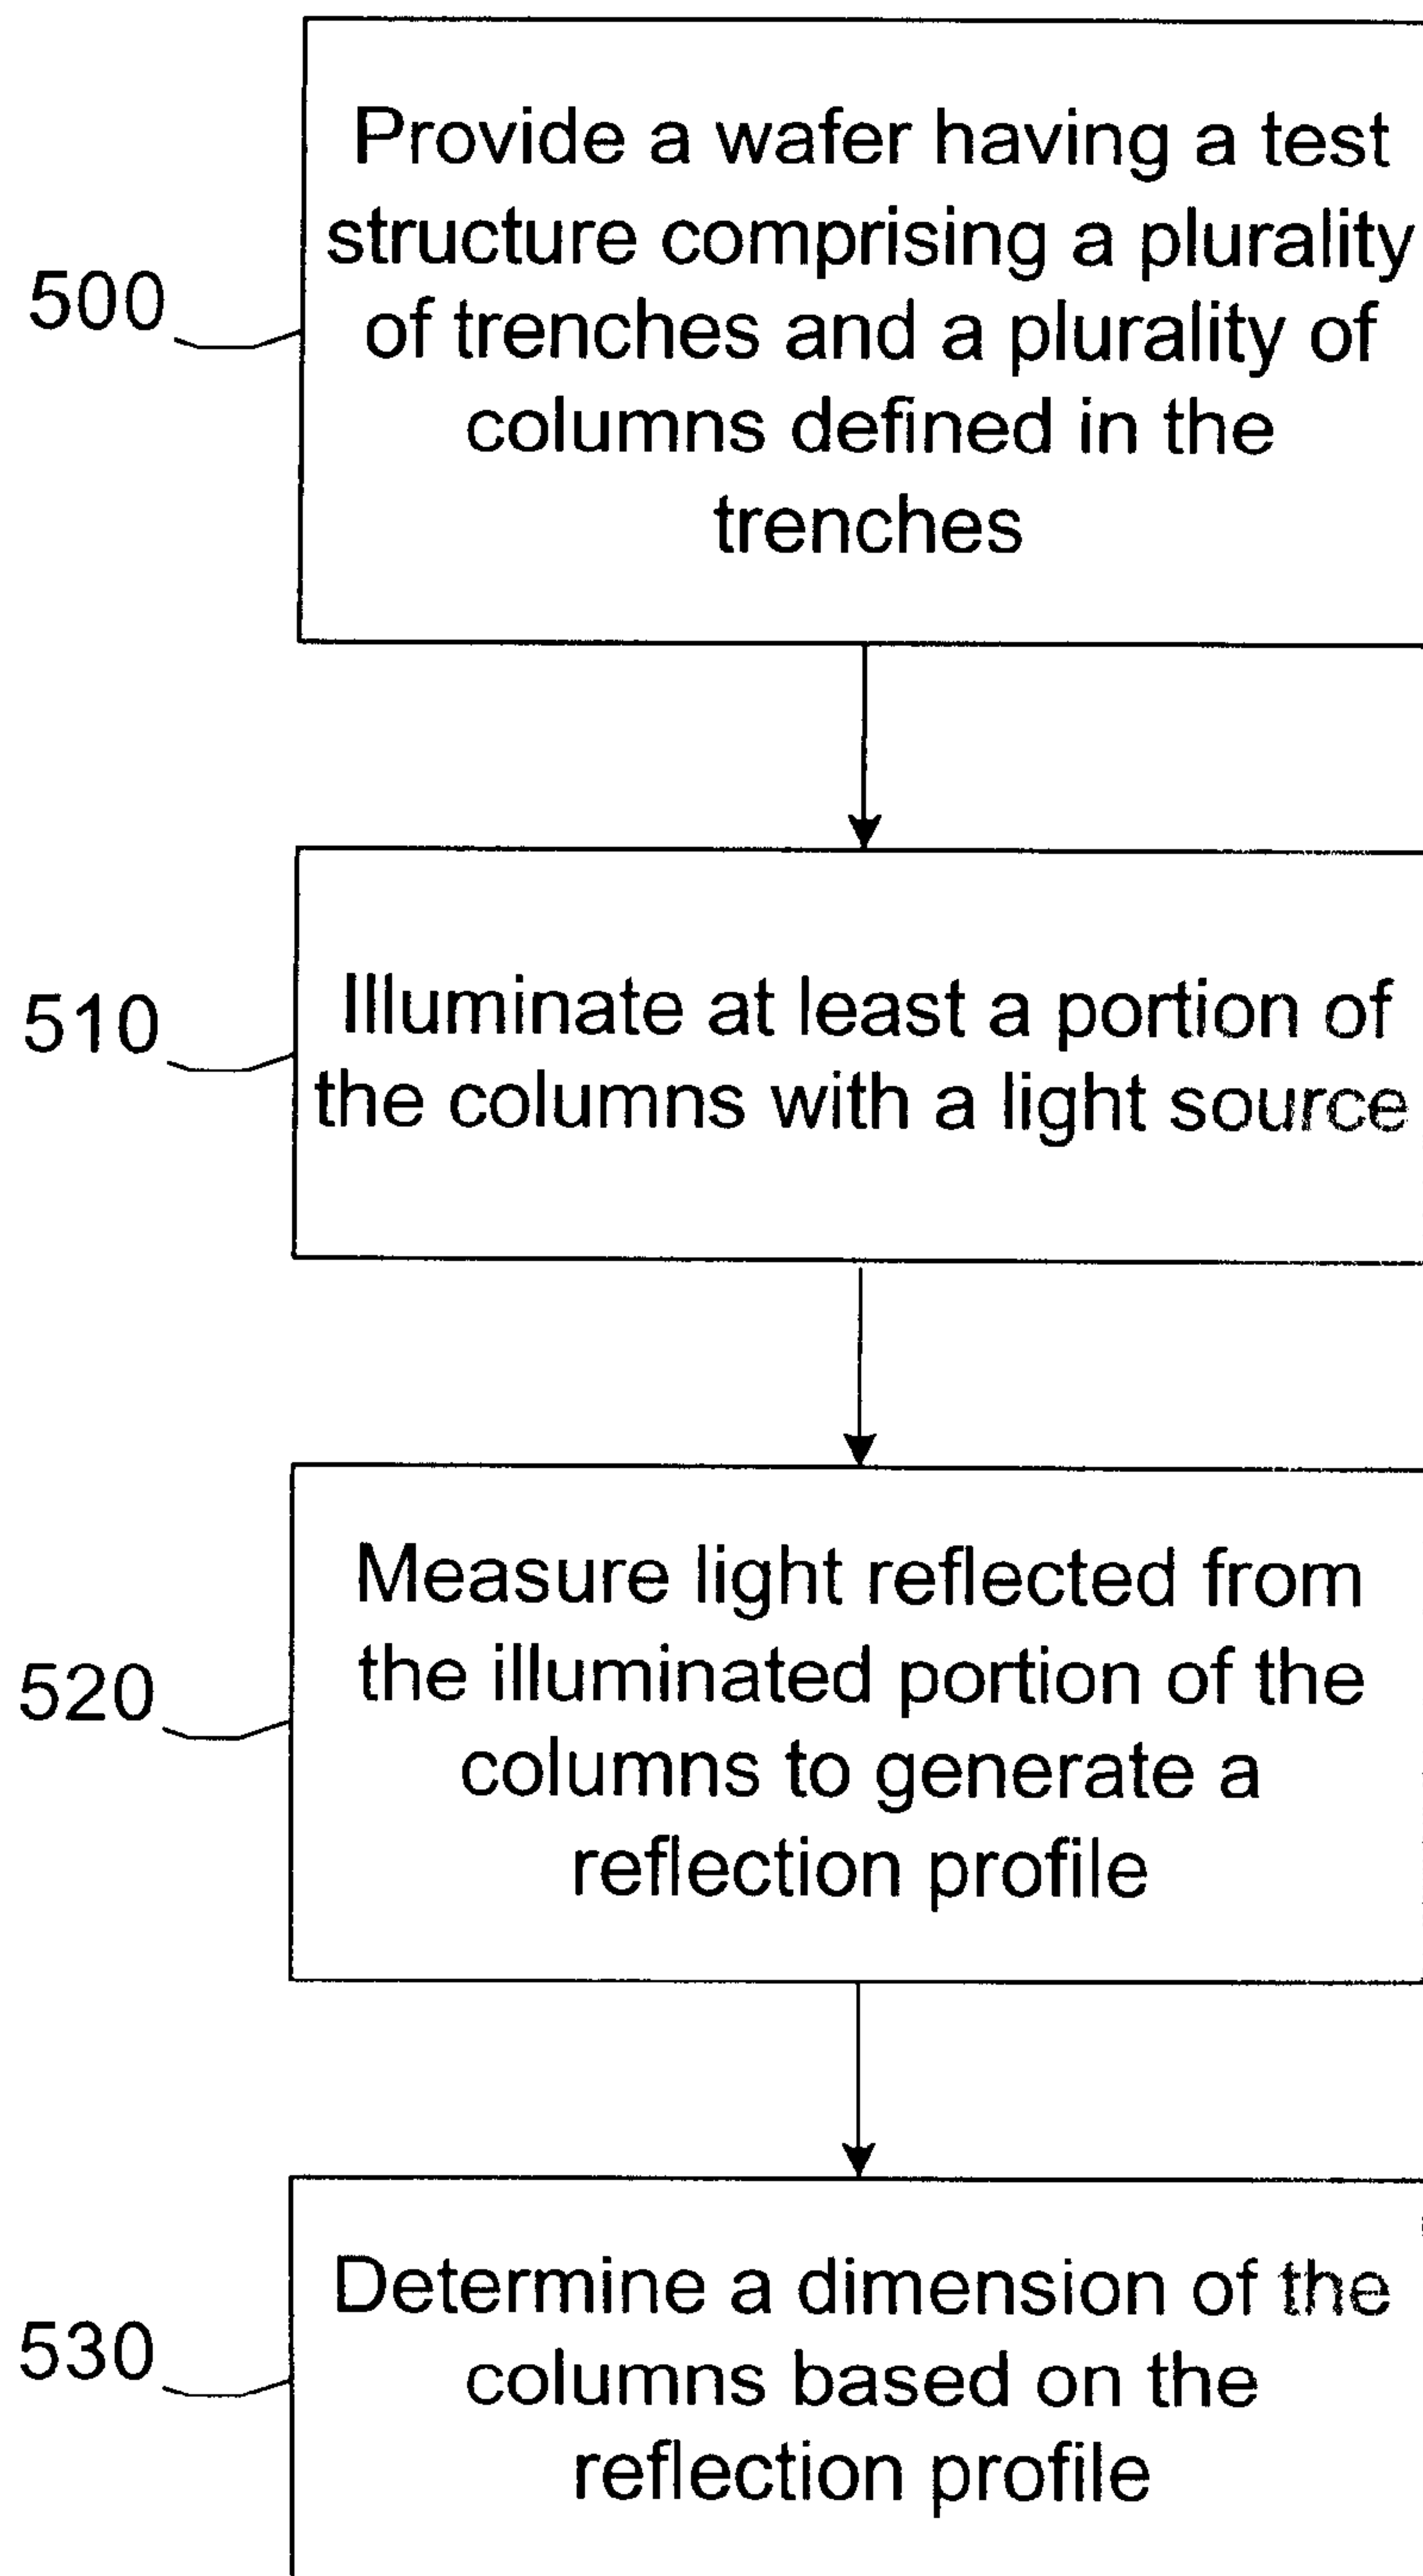 500
Provide a wafer having a test
structure comprising a plurality
of trenches and a plurality of
columns defined in the
trenches
510
Illuminate at least a portion of
the columns with a light source
520
Measure light reflected from
the illuminated portion of the
columns to generate a
reflection profile
530
Determine a dimension of the
columns based on the
reflection profile